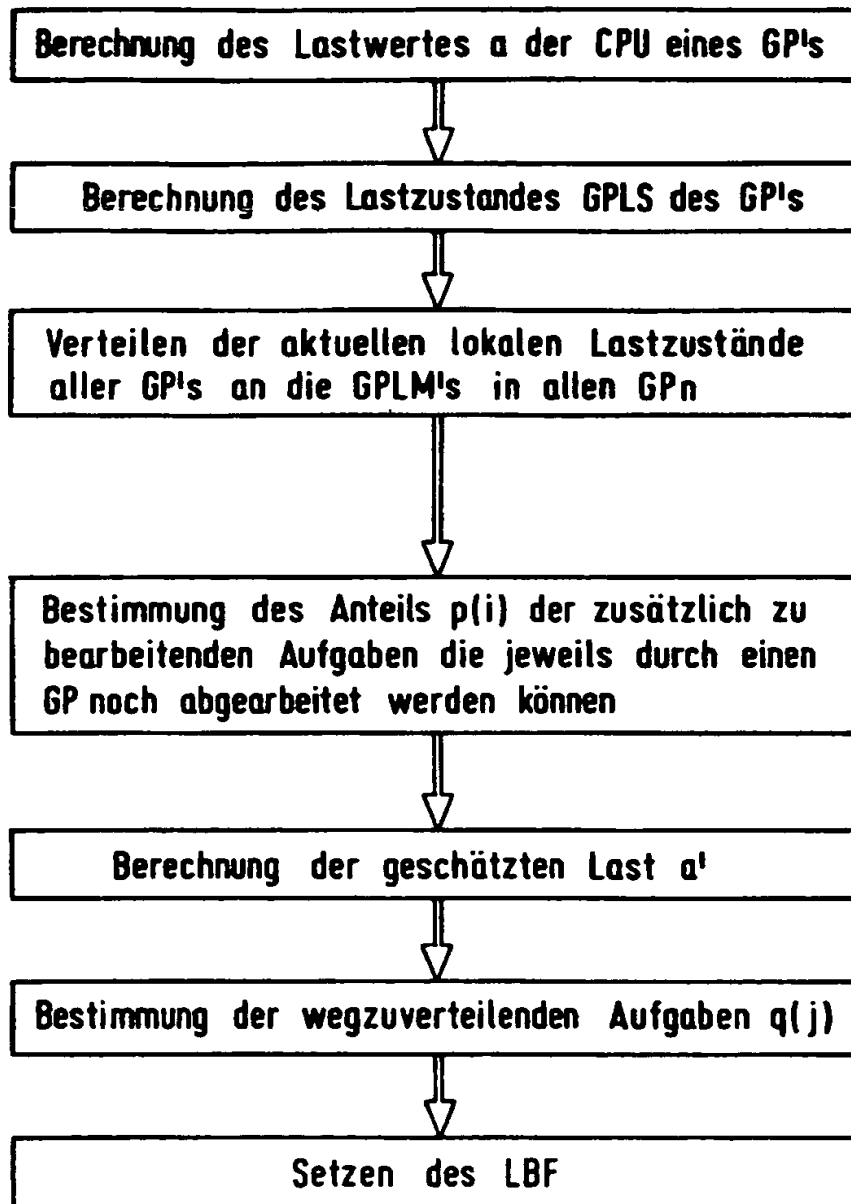 Berechnung des Lastwertes a der CPU eines GP's
Berechnung des Lastzustandes GPLS des GP's
Verteilen der aktuellen lokalen Lastzustände
aller GP's an die GPLM's in allen GPn
Bestimmung des Anteils p(i) der zusätzlich zu
bearbeitenden Aufgaben die jeweils durch einen
GP noch abgearbeitet werden können
Berechnung der geschätzten Last a'
Bestimmung der wegzuverteilenden Aufgaben q(j)
Setzen des LBF